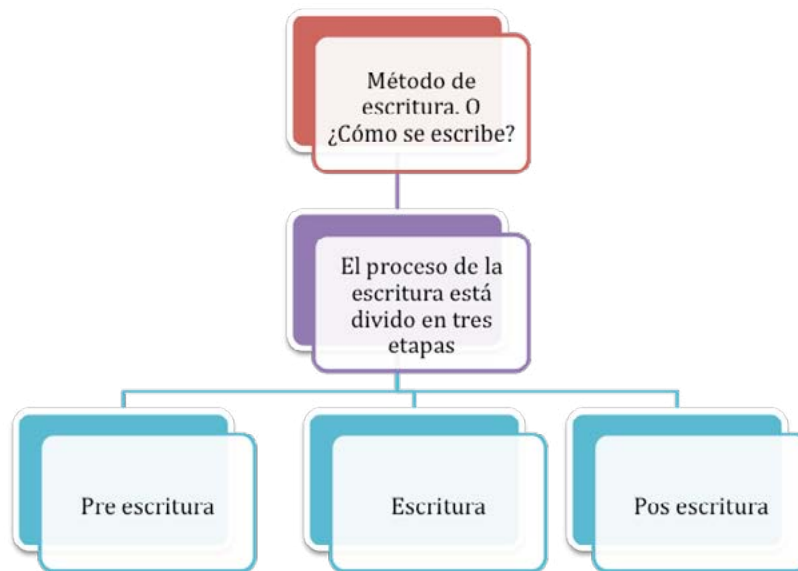 Método de
escritura. O
¿Cómo se escribe?
El proceso de la
escritura está
divido en tres
etapas
Pre escritura
Escritura
Pos escritura